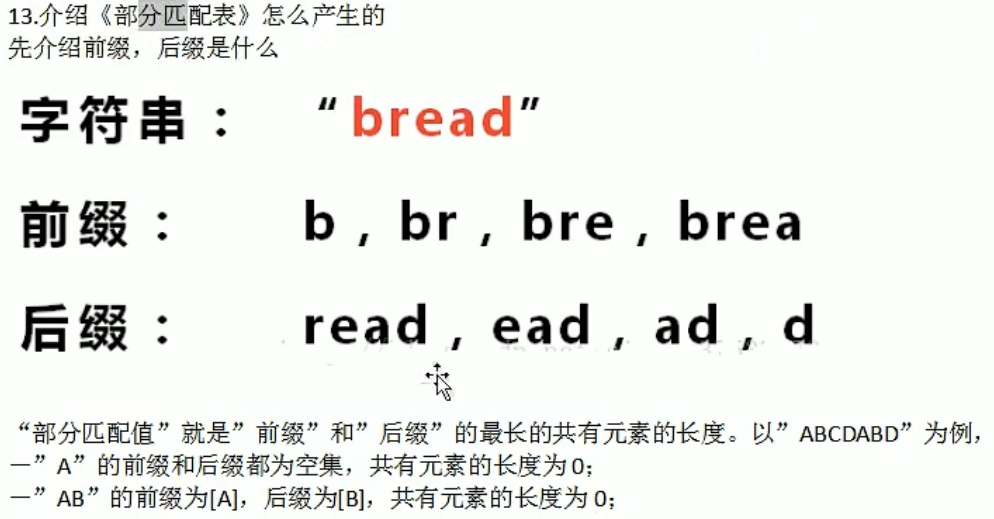 13.介绍《部分匹配表》怎么产生的
先介绍前缀，后缀是什么
字符串： “bread”
前缀： b , br , bre , brea
后缀： read , ead , ad , d
“部分匹配值”就是”前缀”和”后缀”的最长的共有元素的长度。以”ABCDABD”为例，
－”A”的前缀和后缀都为空集，共有元素的长度为0；
－”AB”的前缀为[A]，后缀为[B]，共有元素的长度为0；